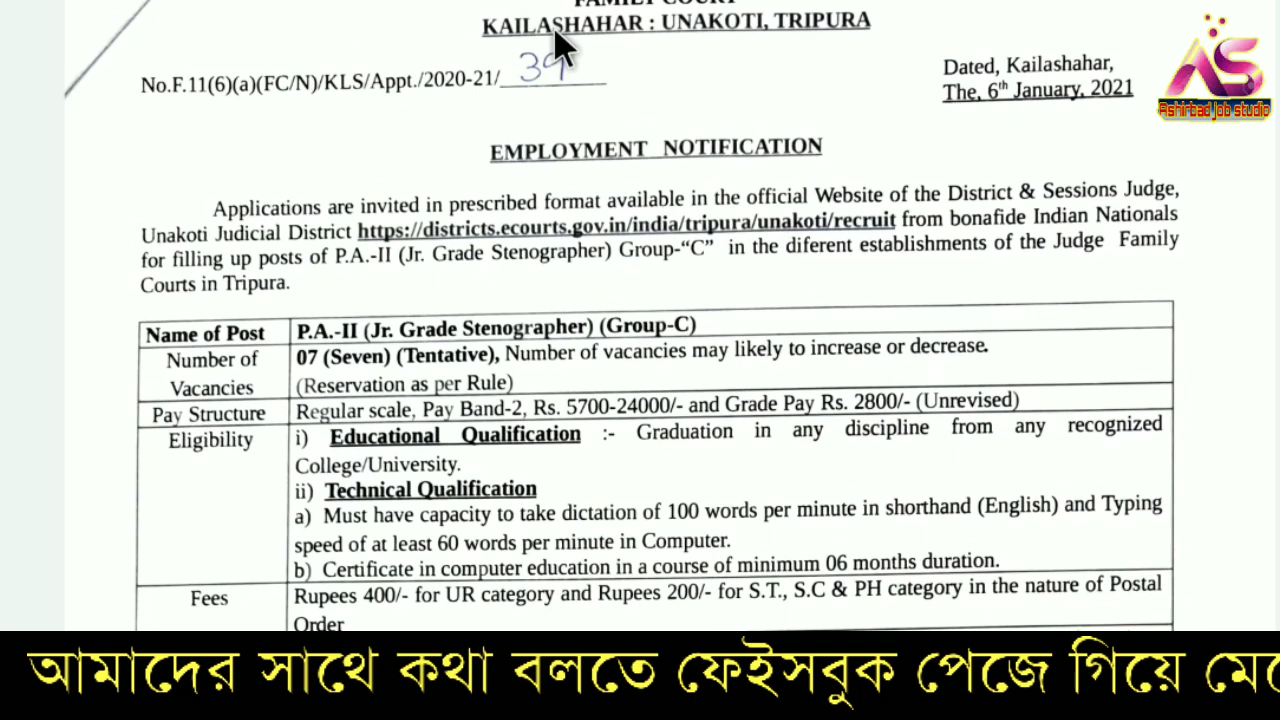 FAMILY COURT
KAILASHAHAR : UNAKOTI, TRIPURA
No.F.11(6)(a)(FC/N)/KLS/Appt./2020-21/ 39
Dated, Kailashahar,
The, 6th January, 2021
AS
Ashirbad job studio
EMPLOYMENT NOTIFICATION
Applications are invited in prescribed format available in the official Website of the District & Sessions Judge,
Unakoti Judicial District https://districts.ecourts.gov.in/india/tripura/unakoti/recruit from bonafide Indian Nationals
for filling up posts of P.A.-II (Jr. Grade Stenographer) Group-“C” in the diferent establishments of the Judge Family
Courts in Tripura.
Name of Post P.A.-II (Jr. Grade Stenographer) (Group-C)
Number of 07 (Seven) (Tentative), Number of vacancies may likely to increase or decrease.
Vacancies (Reservation as per Rule)
Pay Structure Regular scale, Pay Band-2, Rs. 5700-24000/- and Grade Pay Rs. 2800/- (Unrevised)
Eligibility i) Educational Qualification :- Graduation in any discipline from any recognized
College/University.
ii) Technical Qualification
a) Must have capacity to take dictation of 100 words per minute in shorthand (English) and Typing
speed of at least 60 words per minute in Computer.
b) Certificate in computer education in a course of minimum 06 months duration.
Fees Rupees 400/- for UR category and Rupees 200/- for S.T., S.C & PH category in the nature of Postal
Order
আমাদের সাথে কথা বলতে ফেইসবুক পেজে গিয়ে